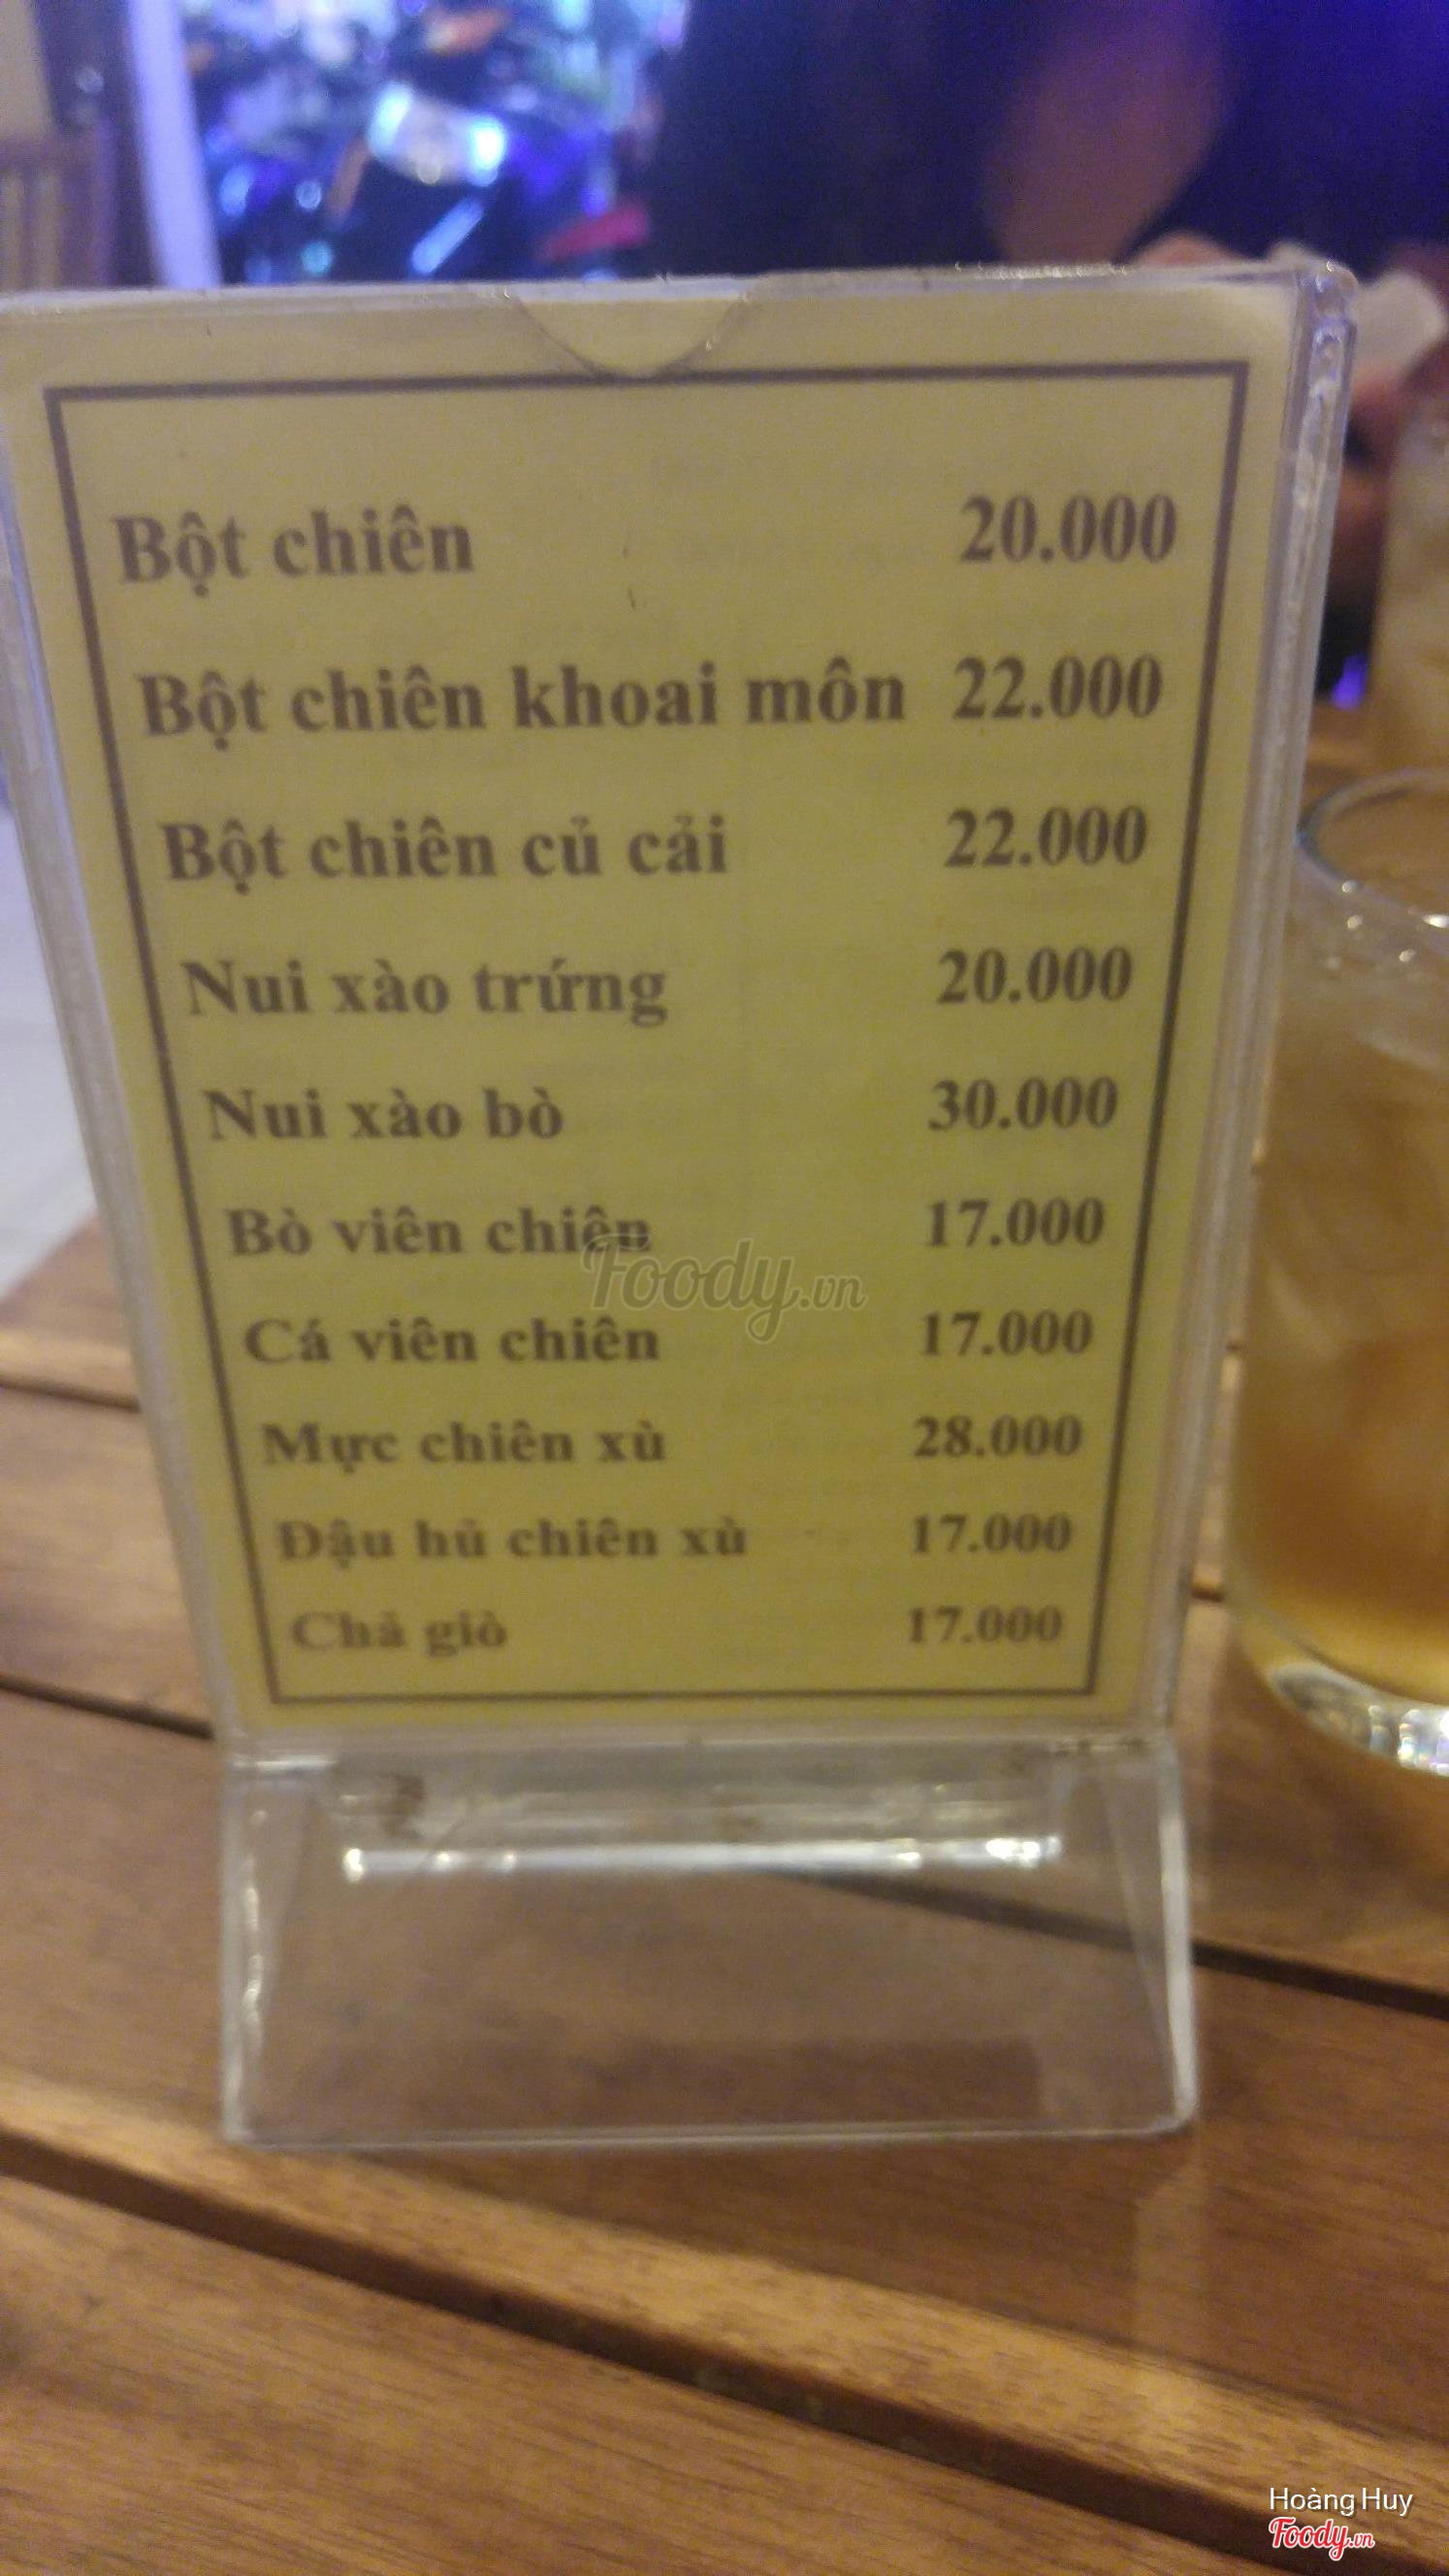 Bột chiên 20.000
Bột chiên khoai môn 22.000
Bột chiên củ cải 22.000
Nui xào trứng 20.000
Nui xào bò 30.000
Bò viên chiên 17.000
Foody.vn
Cá viên chiên 17.000
Mực chiên xù 28.000
Đậu hủ chiên xù 17.000
Chả giò 17.000
Hoàng Huy
Foody.vn